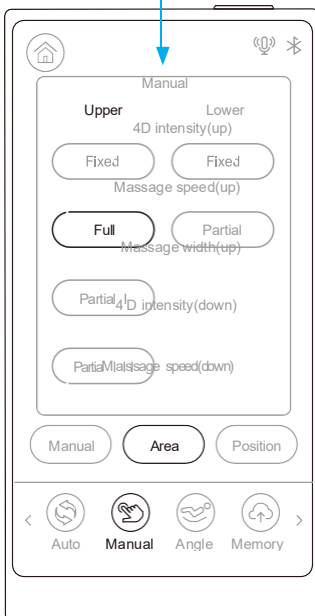 Manual
Upper Lower
4D intensity(up)
Fixed Fixed
Massage speed(up)
Full Partial
Massage width(up)
Partial I
4D intensity(down)
Partial
Massage speed(down)
Manual Area Position
Auto Manual Angle Memory